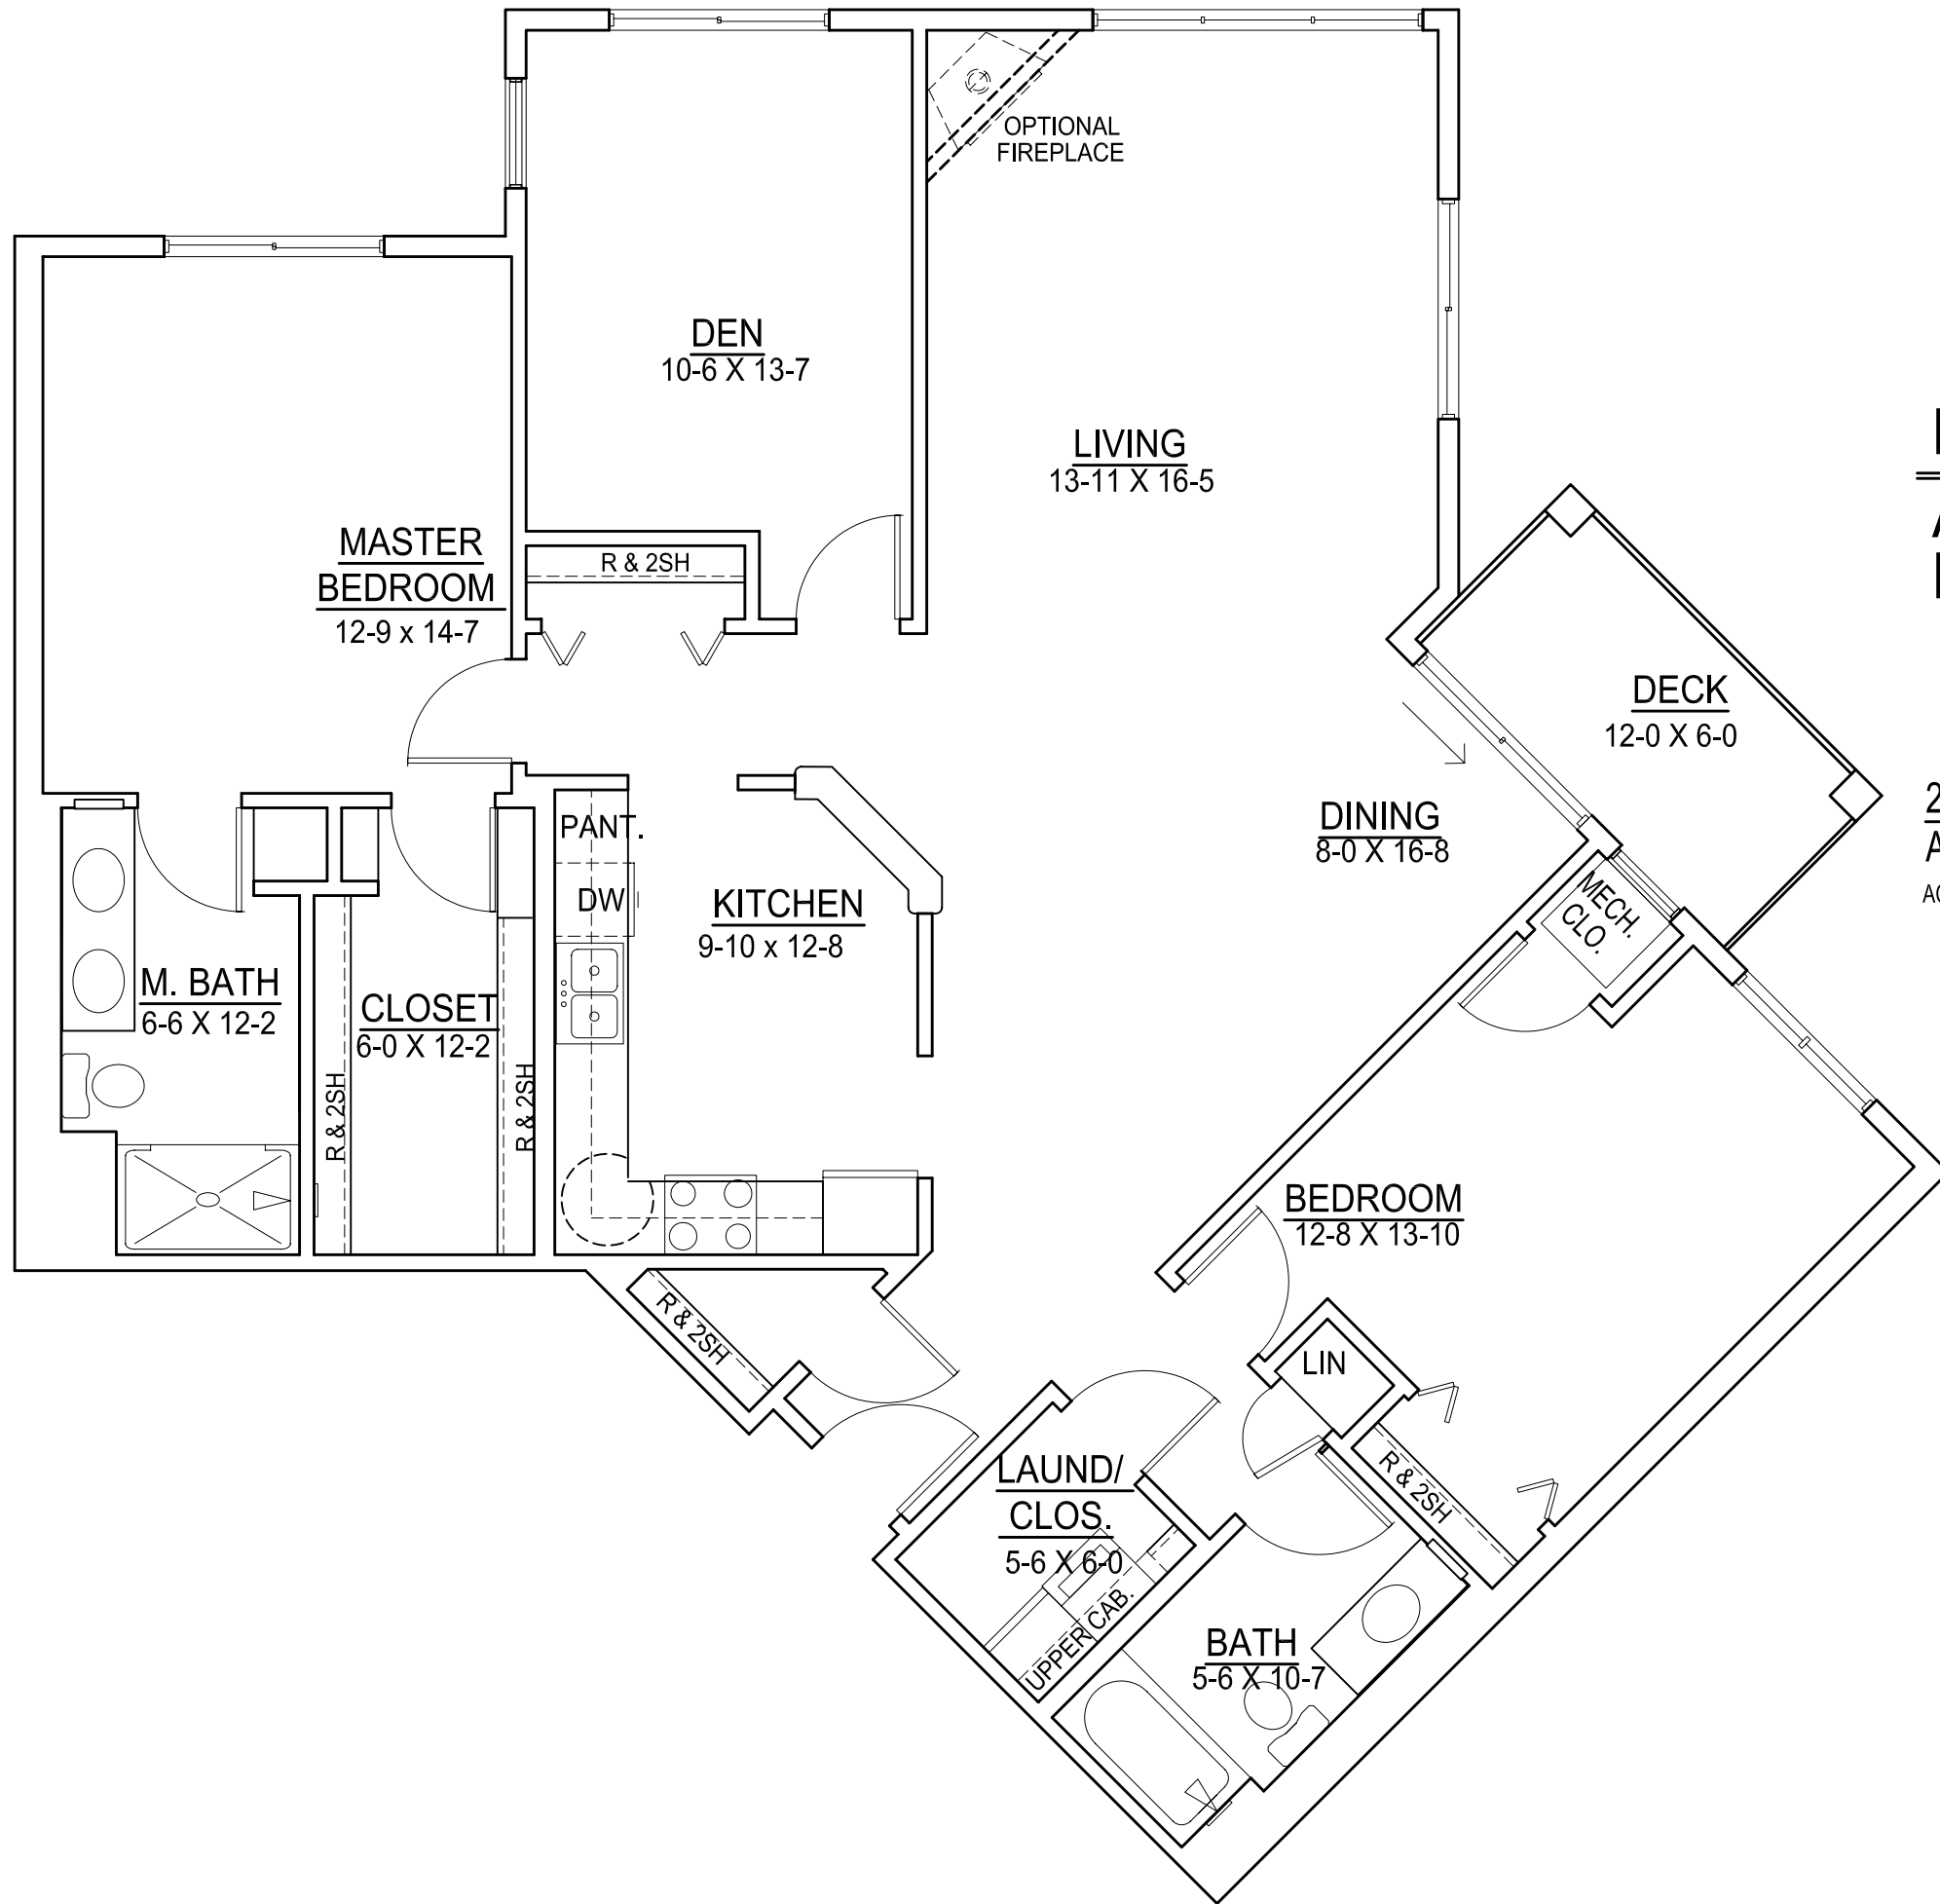 OPTIONAL
FIREPLACE
DEN
10-6 X 13-7
LIVING
13-11 X 16-5
MASTER
BEDROOM
12-9 x 14-7
R & 2SH
DECK
12-0 X 6-0
DINING
8-0 X 16-8
PANT.
DW
KITCHEN
9-10 x 12-8
MECH.
CLO.
M. BATH
6-6 X 12-2
CLOSET
6-0 X 12-2
R & 2SH
R & 2SH
BEDROOM
12-8 X 13-10
R & 2SH
LIN
R & 2SH
LAUND/
CLOS.
5-6 X 6-0
UPPER CAB.
BATH
5-6 X 10-7